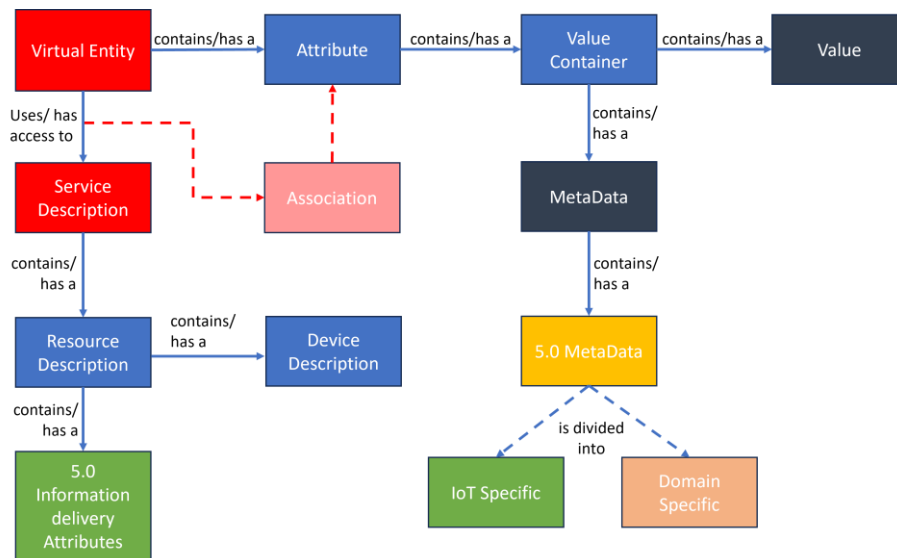 Virtual Entity
contains/has a
Attribute
contains/has a
Value
Container
contains/has a
Value
Uses/ has
access to
contains/
has a
Service
Description
Association
MetaData
contains/
has a
contains/
has a
Resource
Description
contains/
has a
Device
Description
5.0 MetaData
contains/
has a
is divided
into
5.0
Information
delivery
Attributes
IoT Specific
Domain
Specific